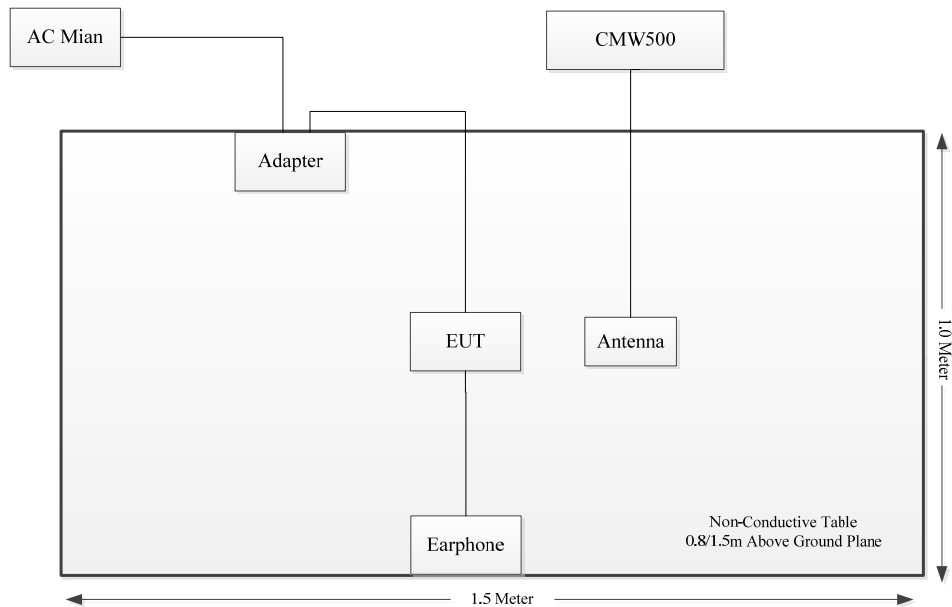 AC Mian
CMW500
Adapter
EUT
Antenna
1.0 Meter
Earphone
Non-Conductive Table
0.8/1.5m Above Ground Plane
1.5 Meter